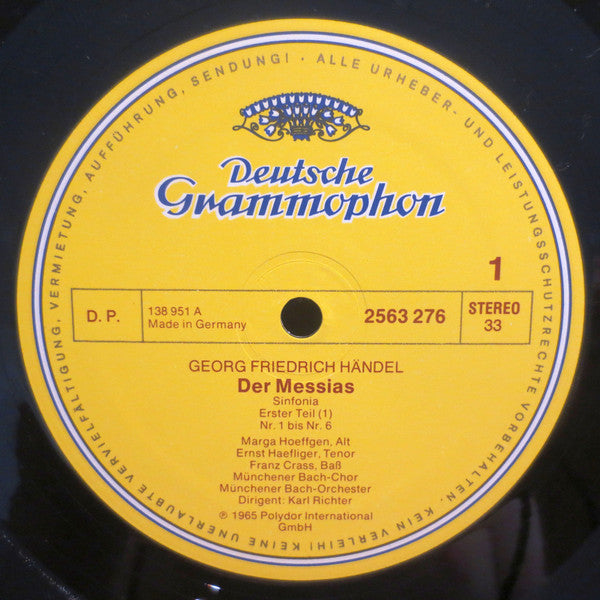 ALLE URHEBER- UND LEISTUNGSSCHUTZRECHTE VORBEHALTEN. KEIN VERLEIH! KEINE UNERLAUBTE VERVIELFÄLTIGUNG, VERMIETUNG, AUFFÜHRUNG, SENDUNG! ·
Deutsche
Grammophon
1
D. P.
138 951 A
Made in Germany
2563 276
STEREO
33
GEORG FRIEDRICH HÄNDEL
Der Messias
Sinfonia
Erster Teil (1)
Nr. 1 bis Nr. 6
Marga Hoeffgen, Alt
Ernst Haefliger, Tenor
Franz Crass, Baß
Münchener Bach-Chor
Münchener Bach-Orchester
Dirigent: Karl Richter
℗ 1965 Polydor International
GmbH